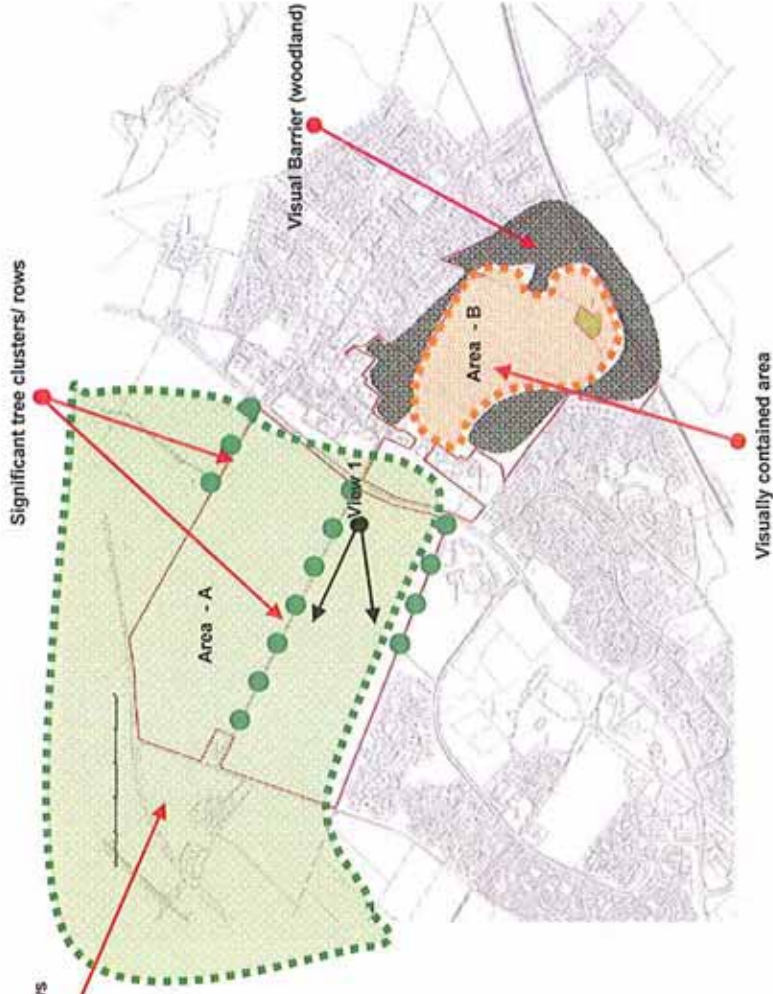 Significant tree clusters/ rows
Visual Barrier (woodland)
Area - A
View 1
Area - B
Visually contained area